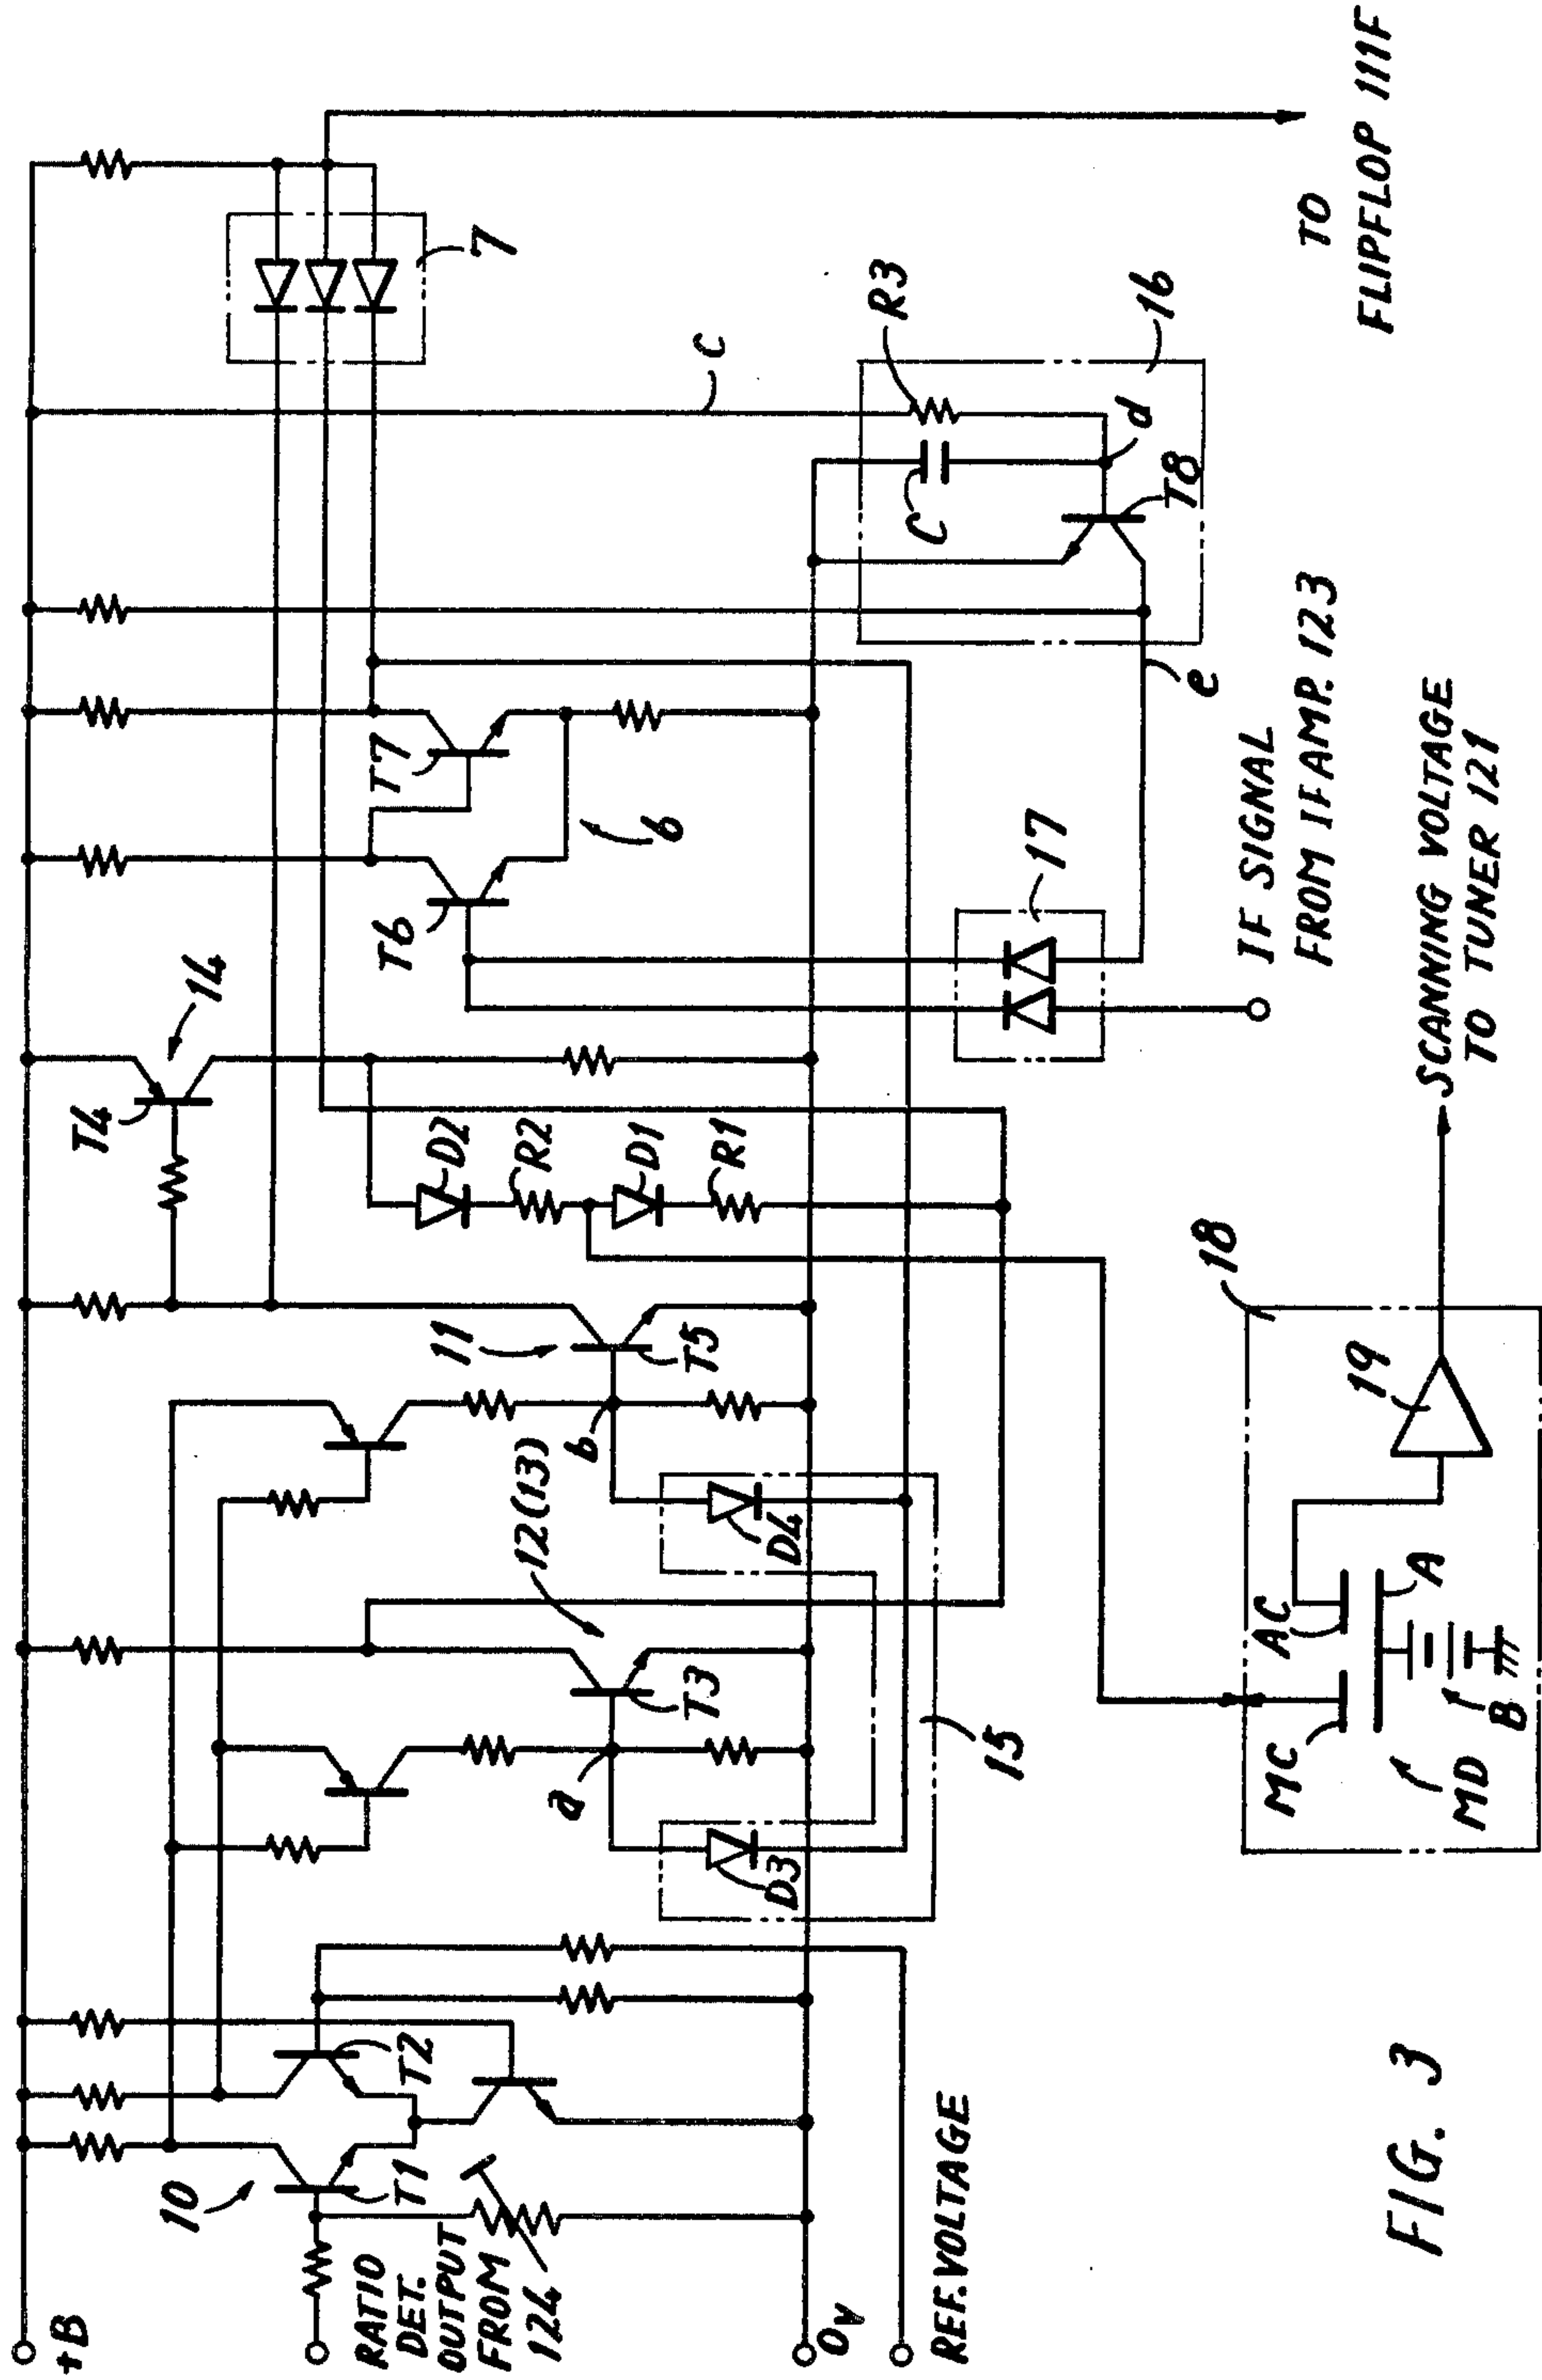 +B
RATIO
DET.
OUTPUT
FROM
124
0V
REF. VOLTAGE
10
T1
T2
D3
a
T3
12(13)
15
D4
b
11
T5
T4
14
D2
R2
D1
R1
T6
6
T7
17
IF SIGNAL
FROM IF AMP. 123
e
C
d
T8
R3
16
c
7
TO
FLIPFLOP 111F
MC
MD
AC
A
B
19
18
SCANNING VOLTAGE
TO TUNER 121
FIG. 3